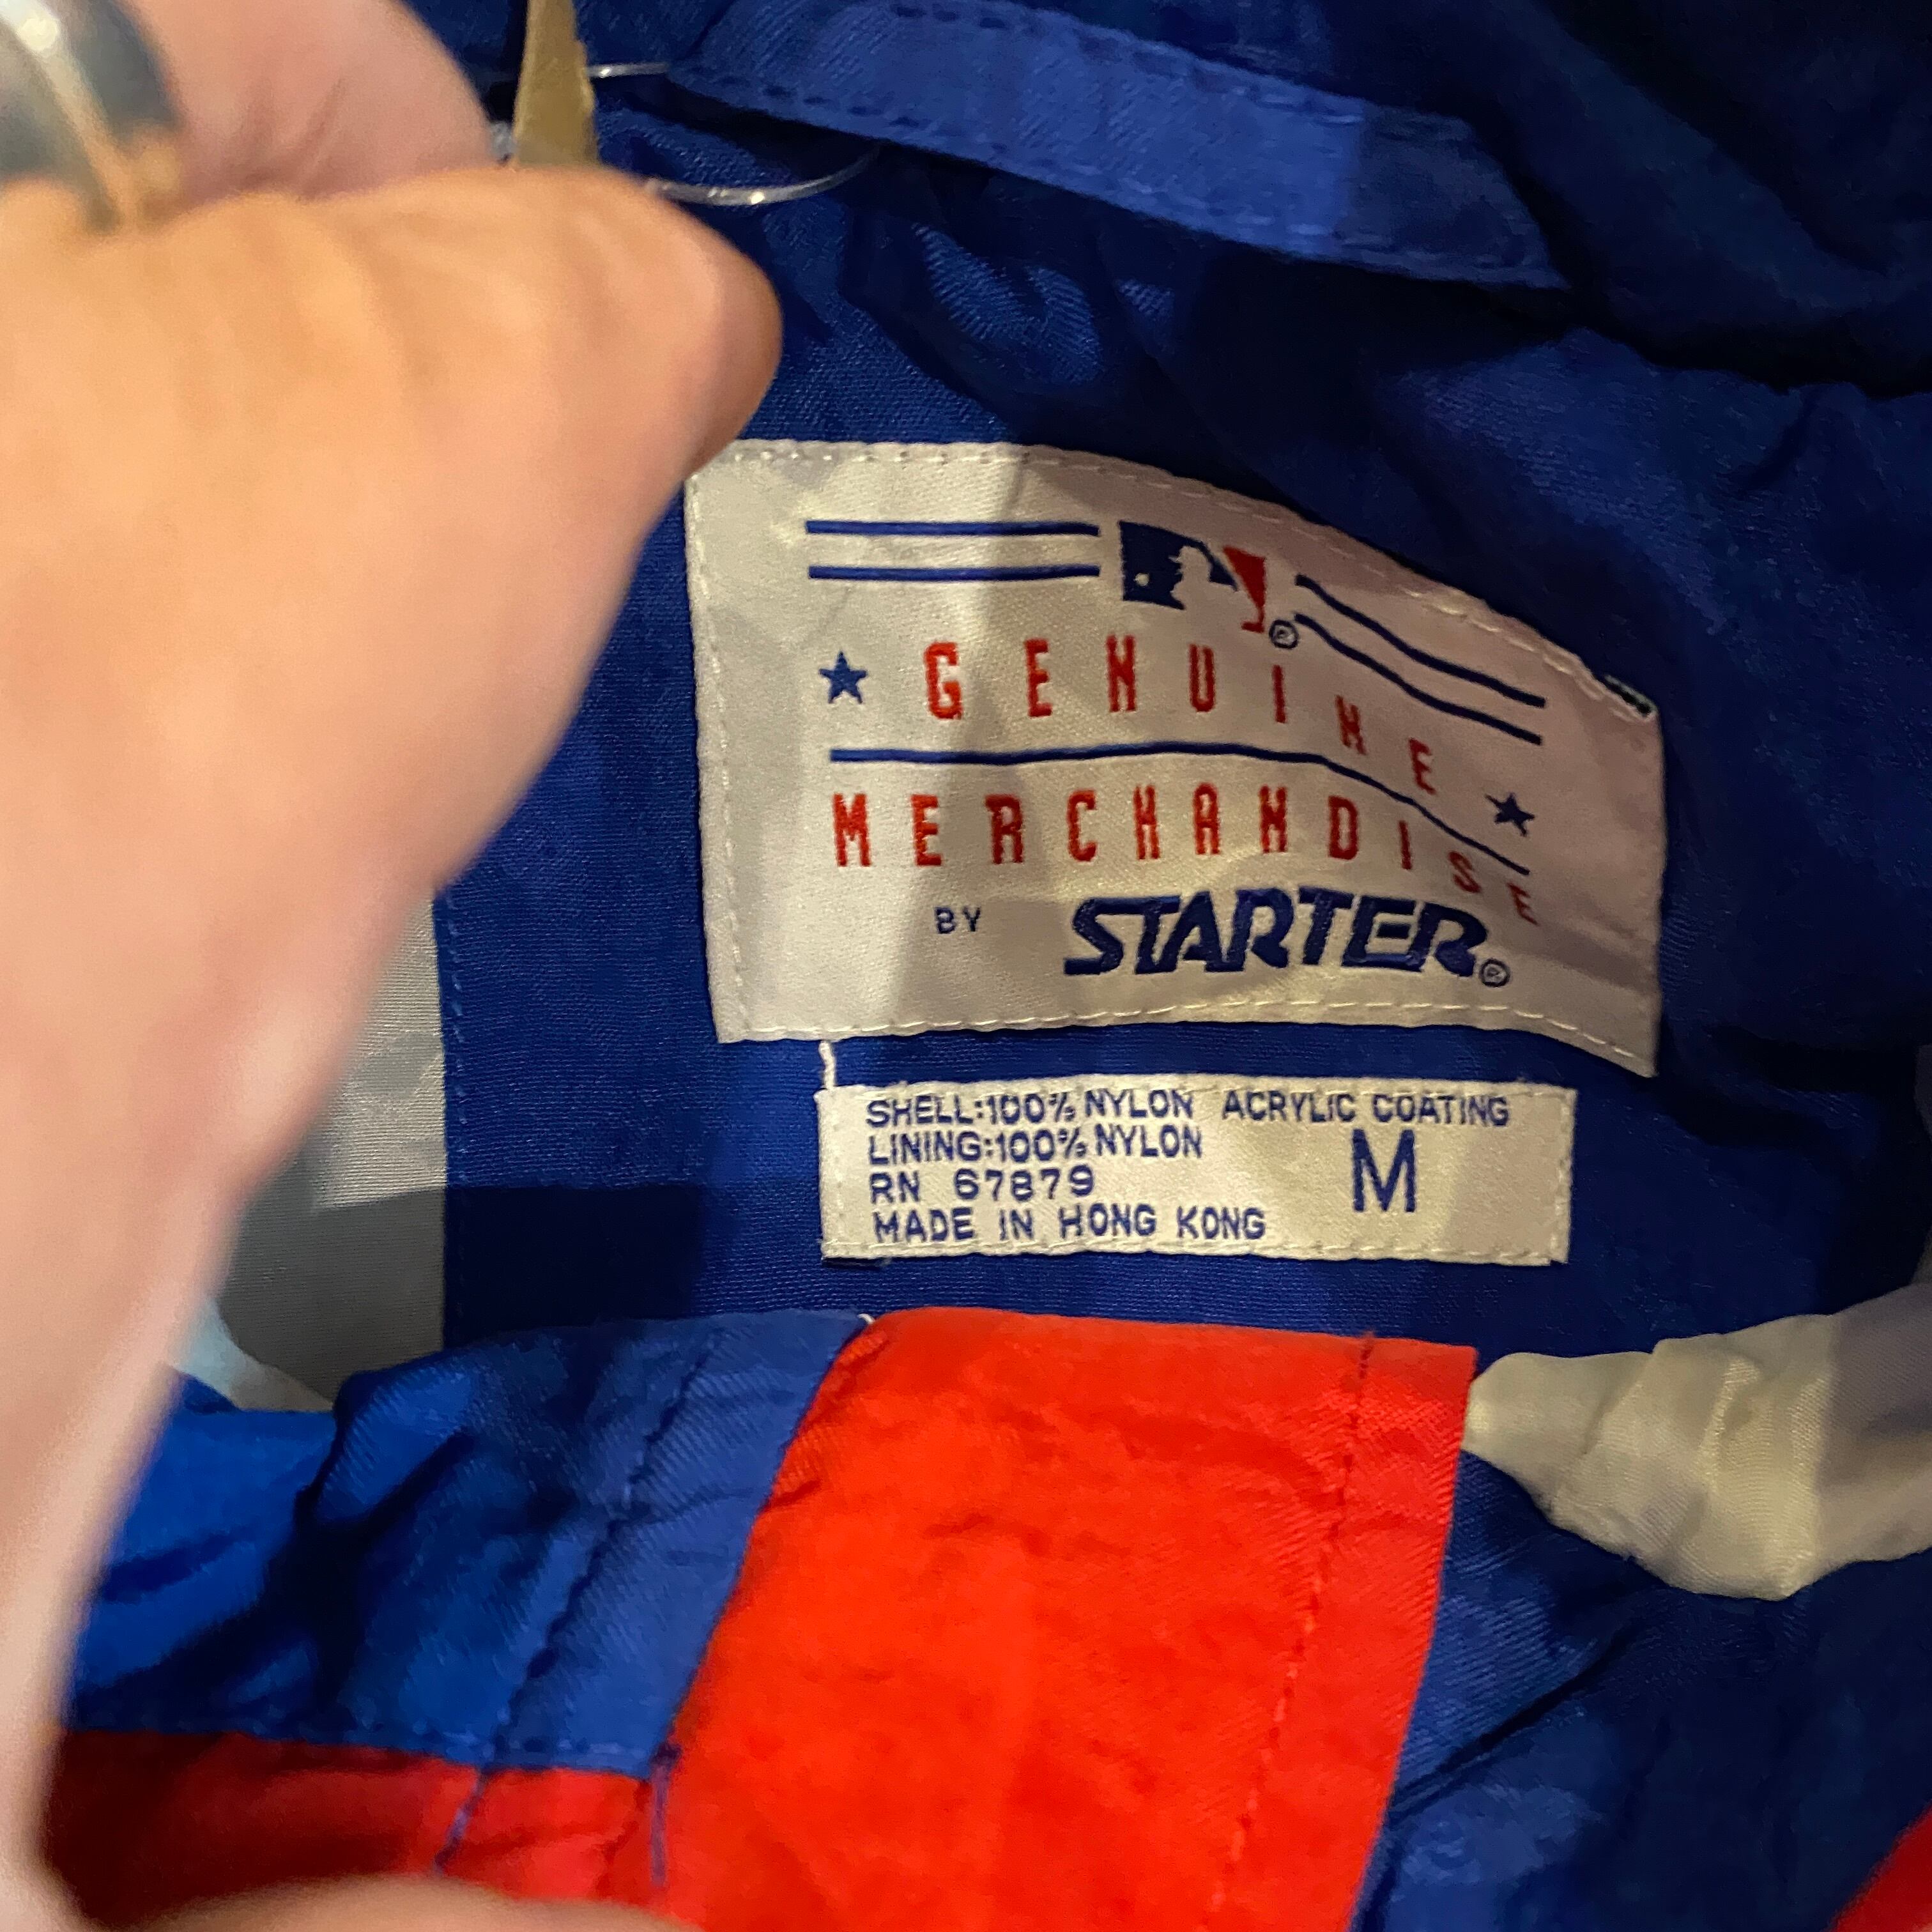 ®
GENUINE
MERCHANDISE
BY STARTER®
SHELL:100% NYLON ACRYLIC COATING
LINING:100% NYLON
RN 67879 M
MADE IN HONG KONG